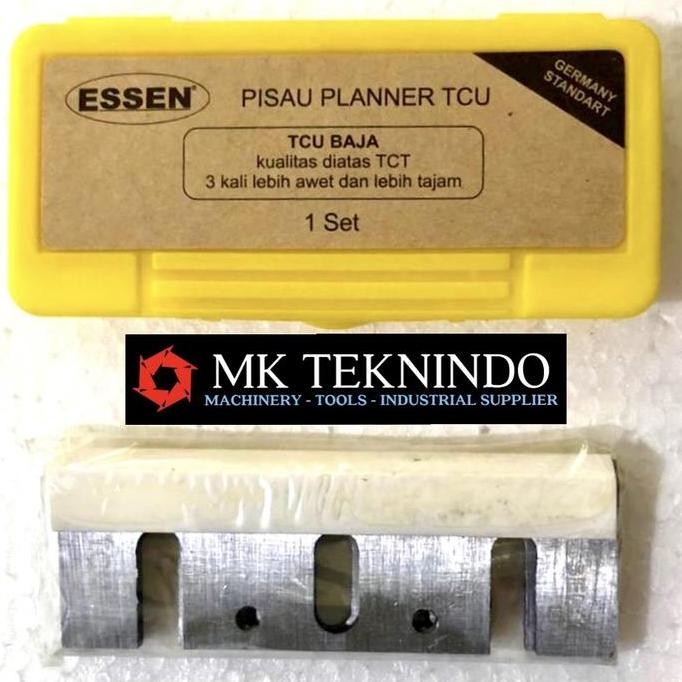 ESSEN®
PISAU PLANNER TCU
GERMANY
STANDART
TCU BAJA
kualitas diatas TCT
3 kali lebih awet dan lebih tajam
1 Set
MK TEKNINDO
MACHINERY - TOOLS - INDUSTRIAL SUPPLIER